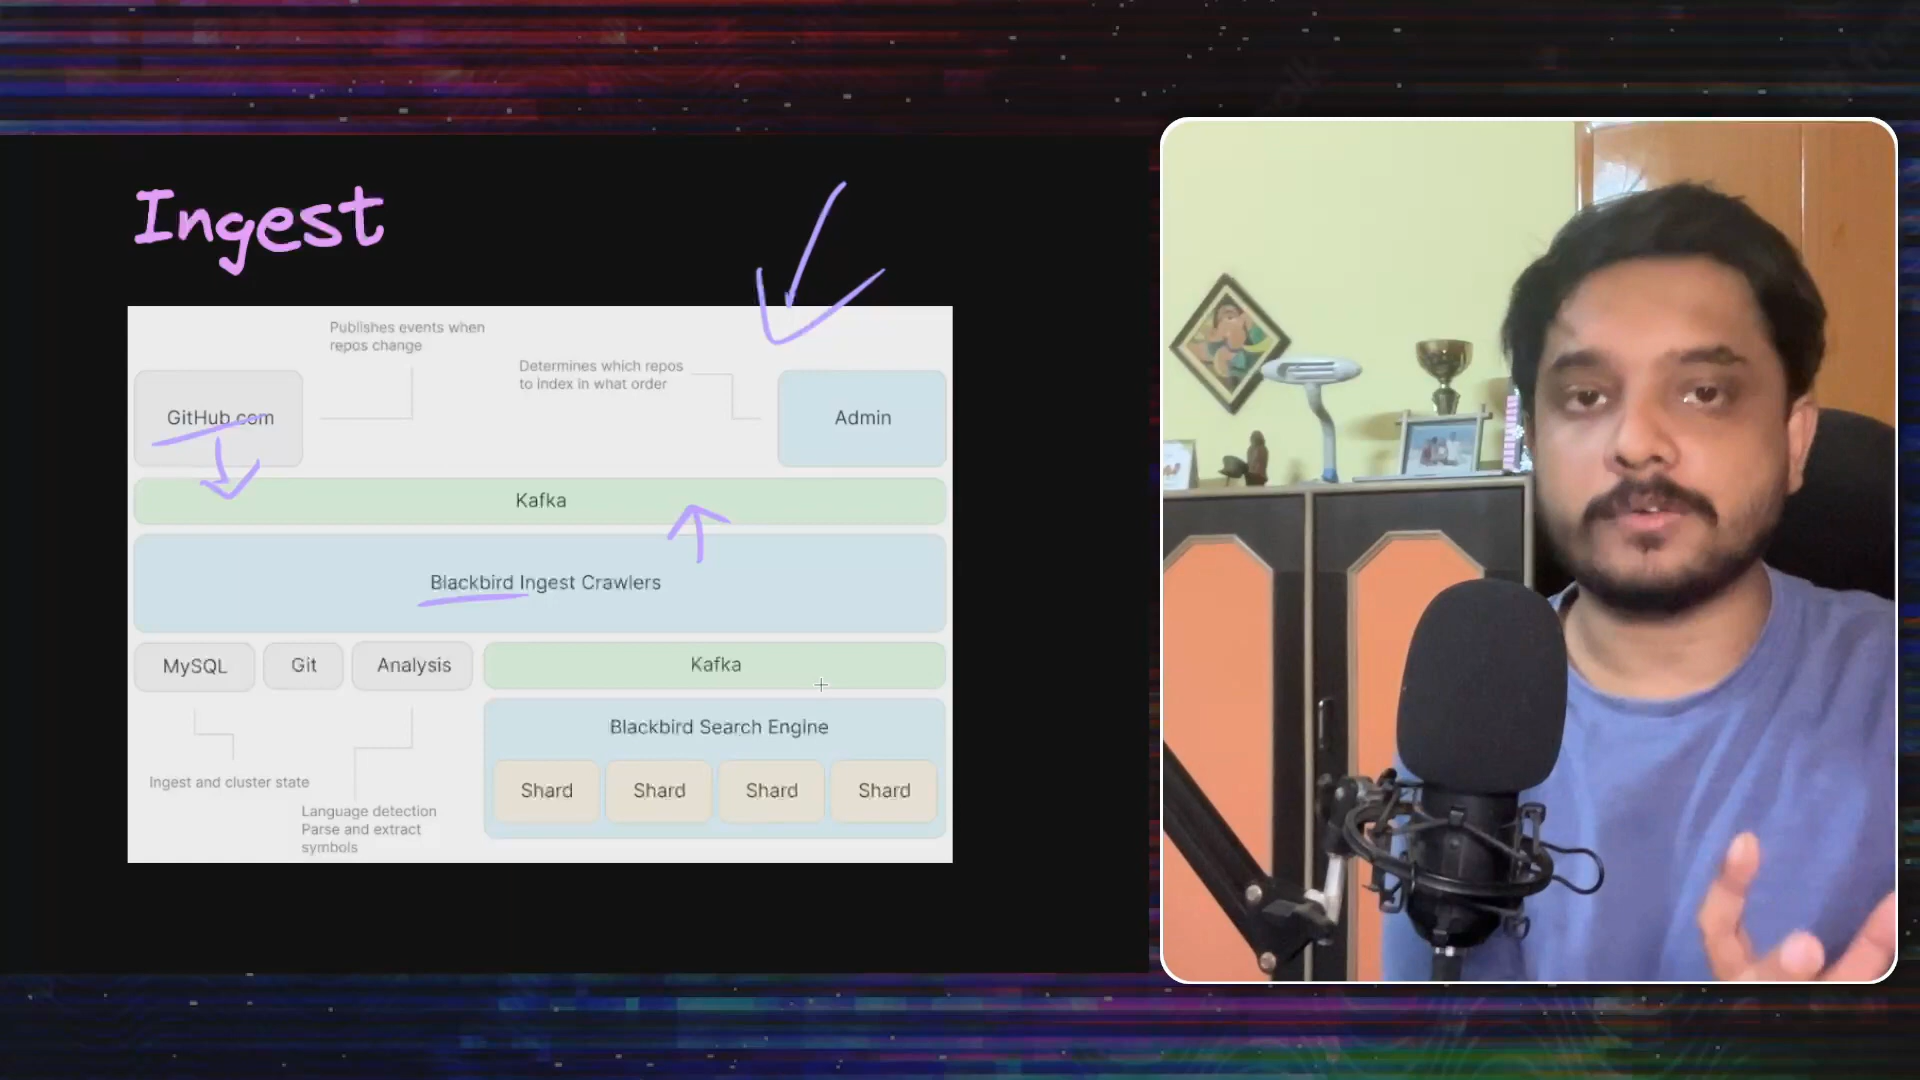 Ingest
Publishes events when
repos change
Determines which repos
to index in what order
GitHub.com
Admin
Kafka
Blackbird Ingest Crawlers
MySQL
Git
Analysis
Kafka
Blackbird Search Engine
Shard
Shard
Shard
Shard
Ingest and cluster state
Language detection
Parse and extract
symbols